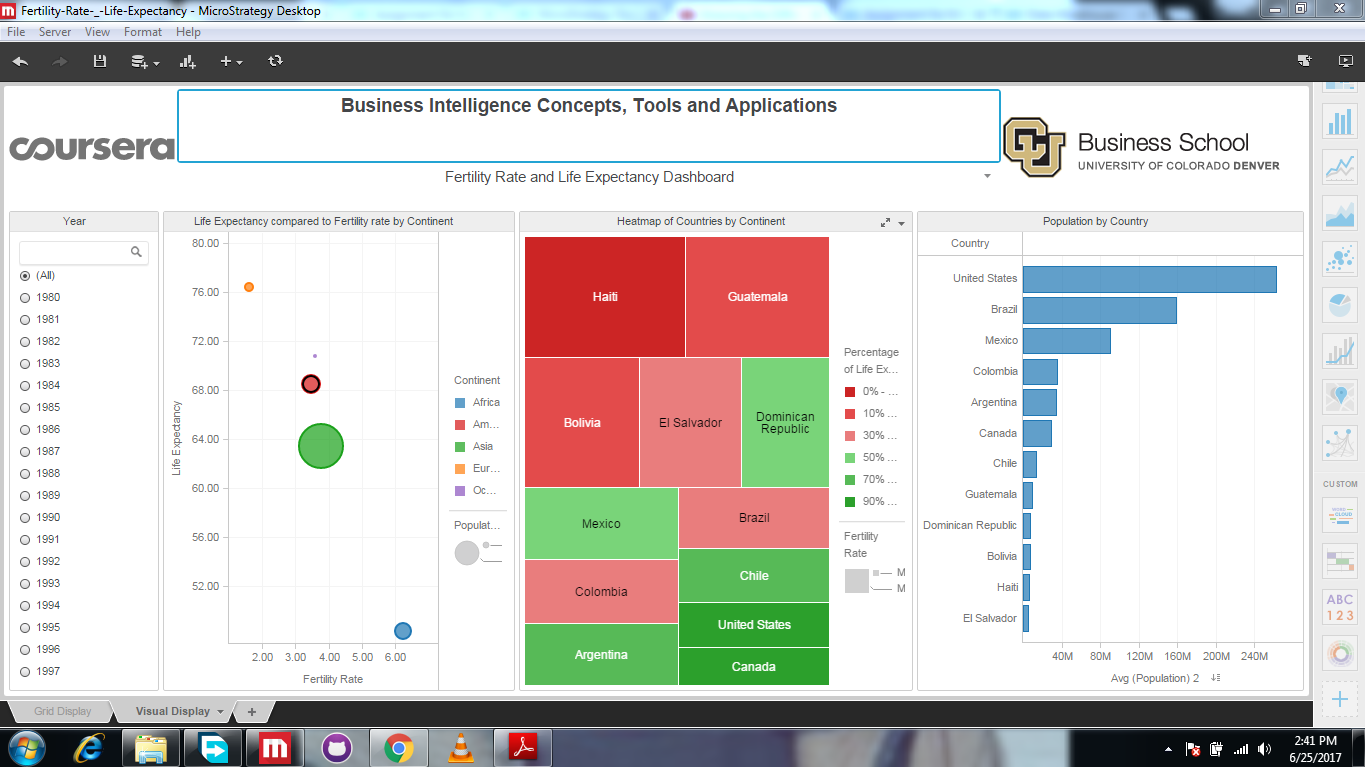 Fertility-Rate-_-Life-Expectancy - MicroStrategy Desktop
File Server View Format Help
Business Intelligence Concepts, Tools and Applications
coursera
CU
Business School
UNIVERSITY OF COLORADO DENVER
Fertility Rate and Life Expectancy Dashboard
Year
(All)
1980
1981
1982
1983
1984
1985
1986
1987
1988
1989
1990
1991
1992
1993
1994
1995
1996
1997
Life Expectancy compared to Fertility rate by Continent
80.00
76.00
72.00
68.00
64.00
60.00
56.00
52.00
Life Expectancy
2.00 3.00 4.00 5.00 6.00
Fertility Rate
Continent
Africa
Am...
Asia
Eur...
Oc...
Populat...
Heatmap of Countries by Continent
Haiti
Guatemala
Bolivia
El Salvador
Dominican
Republic
Mexico
Brazil
Colombia
Chile
Argentina
United States
Canada
Percentage
of Life Ex...
0% - ...
10% ...
30% ...
50% ...
70% ...
90% ...
Fertility
Rate
M
M
Population by Country
Country
United States
Brazil
Mexico
Colombia
Argentina
Canada
Chile
Guatemala
Dominican Republic
Bolivia
Haiti
El Salvador
40M 80M 120M 160M 200M 240M
Avg (Population) 2
CUSTOM
ABC
123
Grid Display
Visual Display
2:41 PM
6/25/2017